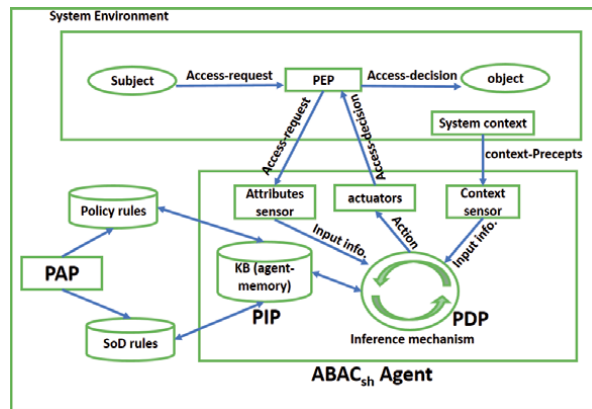 System Environment
Subject
Access-request
PEP
Access-decision
object
System context
Access-request
Access-decision
context-Precepts
Attributes
sensor
actuators
Context
sensor
Policy rules
Input info.
Action
Input info.
PAP
KB (agent-
memory)
PIP
PDP
SoD rules
Inference mechanism
ABACsh Agent